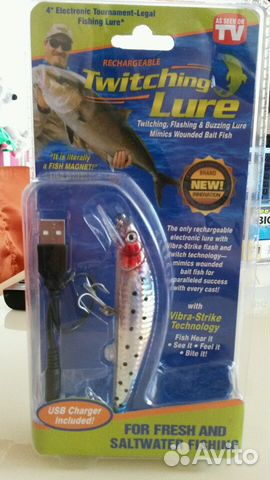 4" Electronic Tournament-Legal
Fishing Lure*
AS SEEN ON
TV
RECHARGEABLE
Twitching
Lure
Twitching, Flashing & Buzzing Lure
Mimics Wounded Bait Fish
"It is literally
a FISH MAGNET!"
BRAND
NEW!
INNOVATION
The only rechargeable
electronic lure with
Vibra-Strike flash and
twitch technology—
mimics wounded
bait fish for
unparalleled success
with every cast!
with
Vibra-Strike
Technology
Fish Hear it
• See it • Feel it
• Bite it!
USB Charger
Included!
FOR FRESH AND
SALTWATER FISHING
Avito